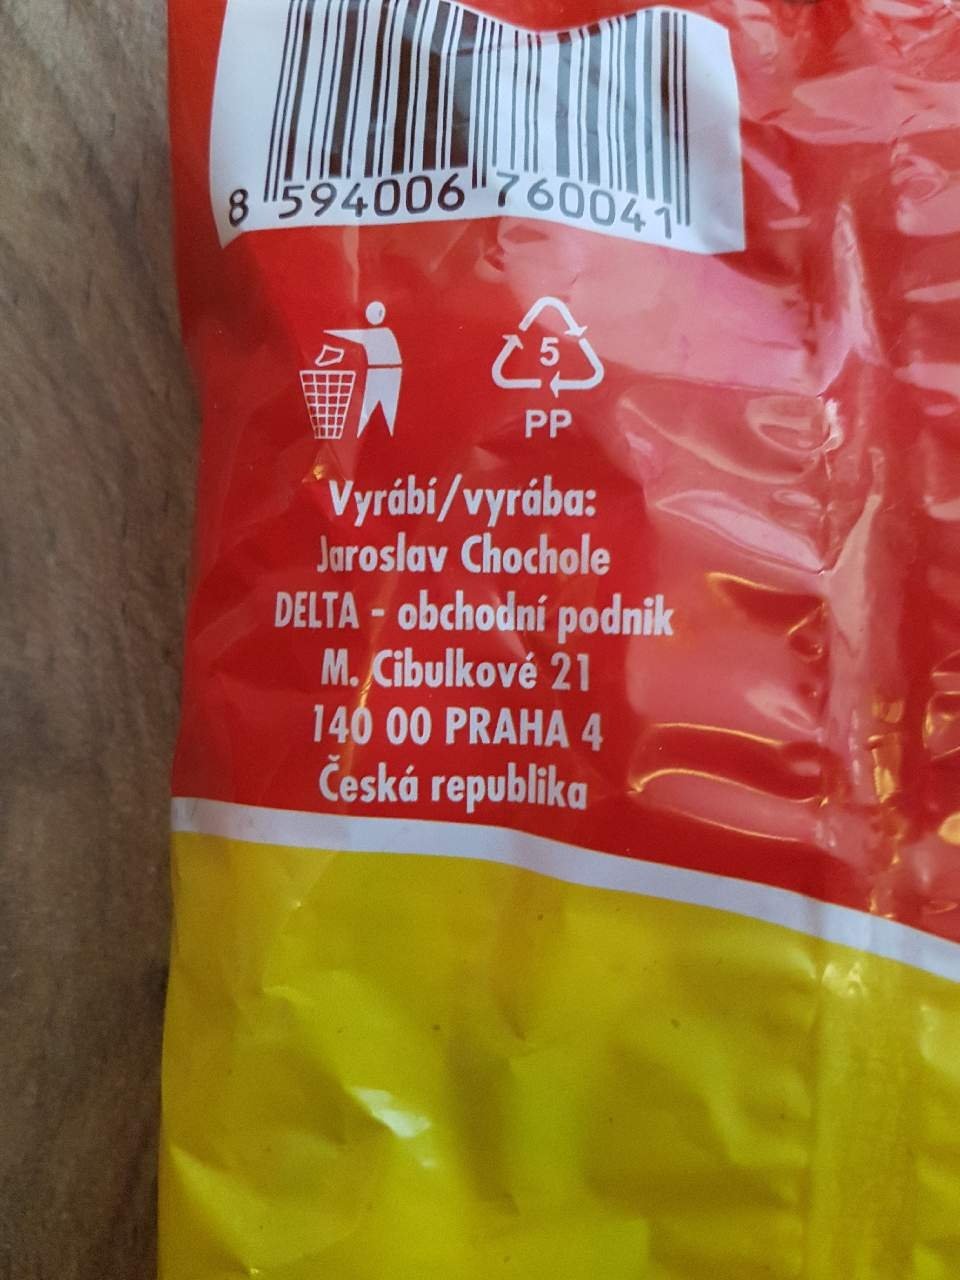 8 594006 760041
5
PP
Vyrábí/vyrába:
Jaroslav Chochole
DELTA - obchodní podnik
M. Cibulkové 21
140 00 PRAHA 4
Česká republika